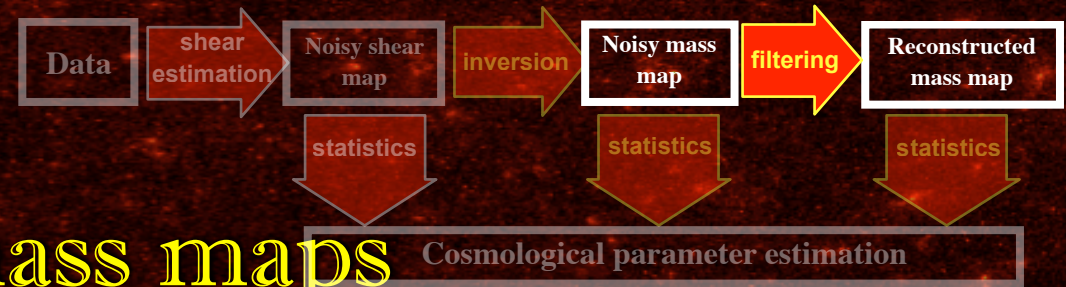 Data
shear
estimation
Noisy shear
map
inversion
Noisy mass
map
filtering
Reconstructed
mass map
statistics
statistics
statistics
ass maps
Cosmological parameter estimation